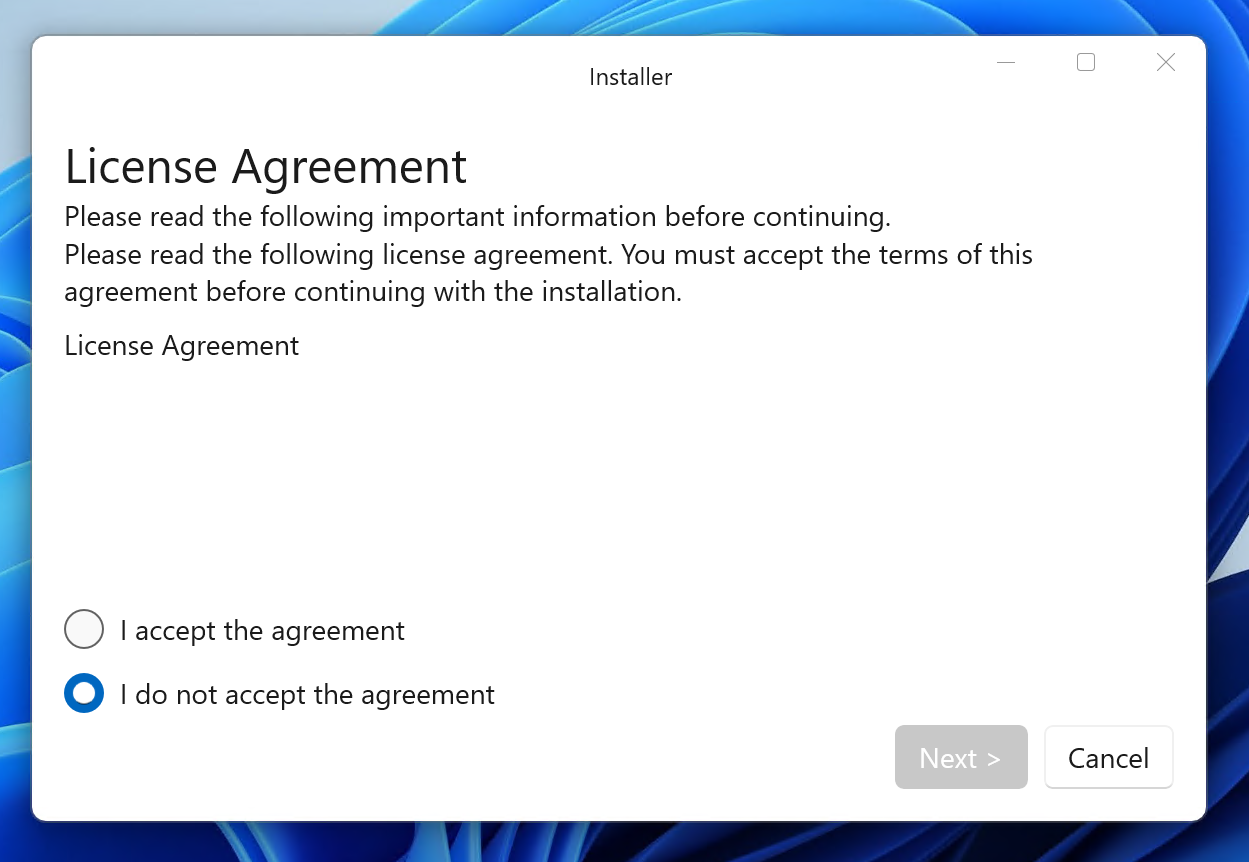 Installer
License Agreement
Please read the following important information before continuing.
Please read the following license agreement. You must accept the terms of this
agreement before continuing with the installation.
License Agreement
I accept the agreement
I do not accept the agreement
Next >
Cancel